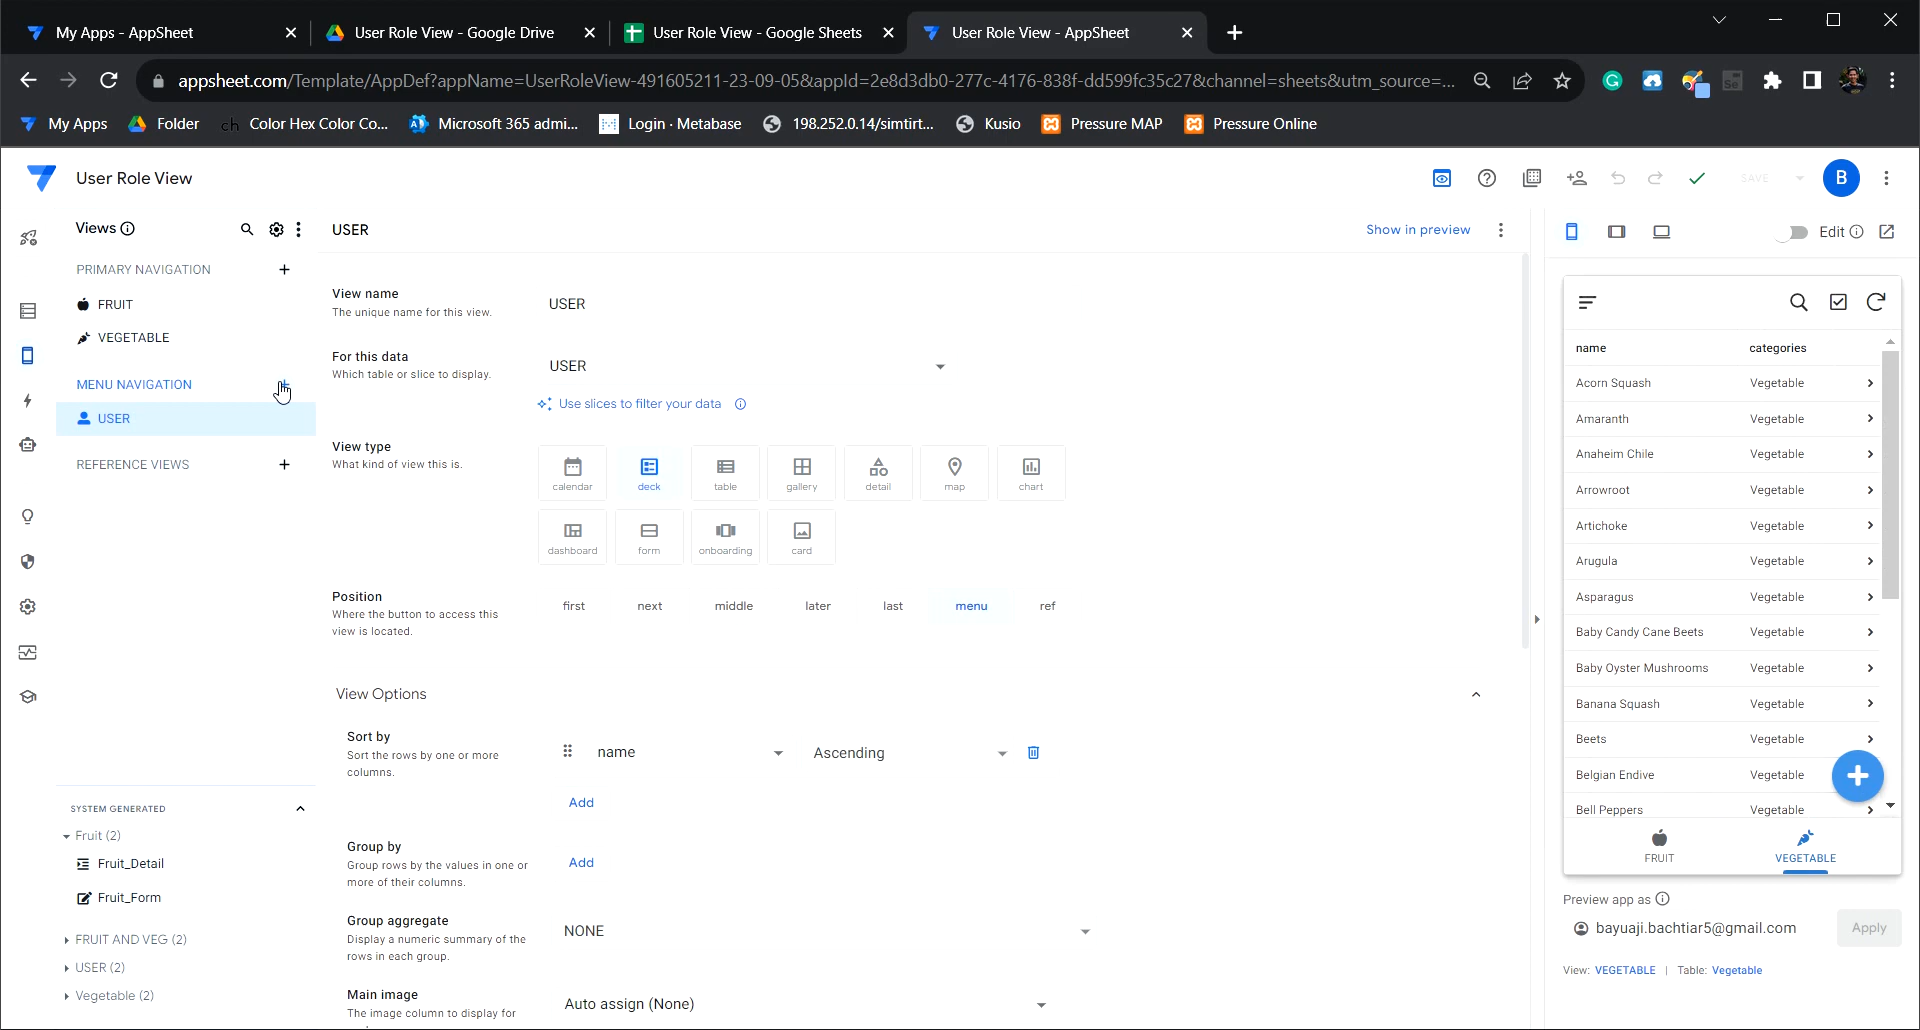 My Apps - AppSheet
User Role View - Google Drive
User Role View - Google Sheets
User Role View - AppSheet
appsheet.com/Template/AppDef?appName=UserRoleView-491605211-23-09-05&appId=2e8d3db0-277c-4176-838f-dd599fc35c27&channel=sheets&utm_source=...
My Apps
Folder
ch Color Hex Color Co...
Microsoft 365 admi...
Login · Metabase
198.252.0.14/simtirt...
Kusio
Pressure MAP
Pressure Online
User Role View
SAVE
B
Views
USER
Show in preview
Edit
PRIMARY NAVIGATION
FRUIT
VEGETABLE
MENU NAVIGATION
USER
REFERENCE VIEWS
SYSTEM GENERATED
Fruit (2)
Fruit_Detail
Fruit_Form
FRUIT AND VEG (2)
USER (2)
Vegetable (2)
View name
The unique name for this view.
USER
For this data
Which table or slice to display.
USER
Use slices to filter your data
View type
What kind of view this is.
calendar deck table gallery detail map chart
dashboard form onboarding card
Position
Where the button to access this
view is located.
first next middle later last menu ref
View Options
Sort by
Sort the rows by one or more
columns.
name Ascending
Add
Group by
Group rows by the values in one or
more of their columns.
Add
Group aggregate
Display a numeric summary of the
rows in each group.
NONE
Main image
The image column to display for
Auto assign (None)
name categories
Acorn Squash Vegetable
Amaranth Vegetable
Anaheim Chile Vegetable
Arrowroot Vegetable
Artichoke Vegetable
Arugula Vegetable
Asparagus Vegetable
Baby Candy Cane Beets Vegetable
Baby Oyster Mushrooms Vegetable
Banana Squash Vegetable
Beets Vegetable
Belgian Endive Vegetable
Bell Peppers Vegetable
FRUIT VEGETABLE
Preview app as
bayuaji.bachtiar5@gmail.com
Apply
View: VEGETABLE | Table: Vegetable